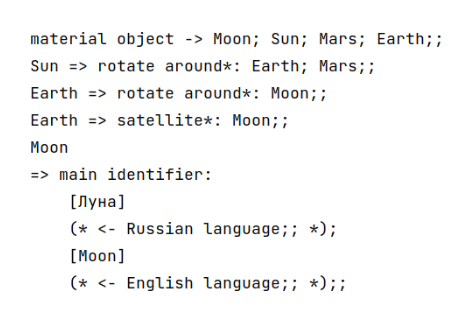 material object -> Moon; Sun; Mars; Earth;;
Sun => rotate around*: Earth; Mars;;
Earth => rotate around*: Moon;;
Earth => satellite*: Moon;;
Moon
=> main identifier:
    [Луна]
    (* <- Russian language;; *);
    [Moon]
    (* <- English language;; *);;